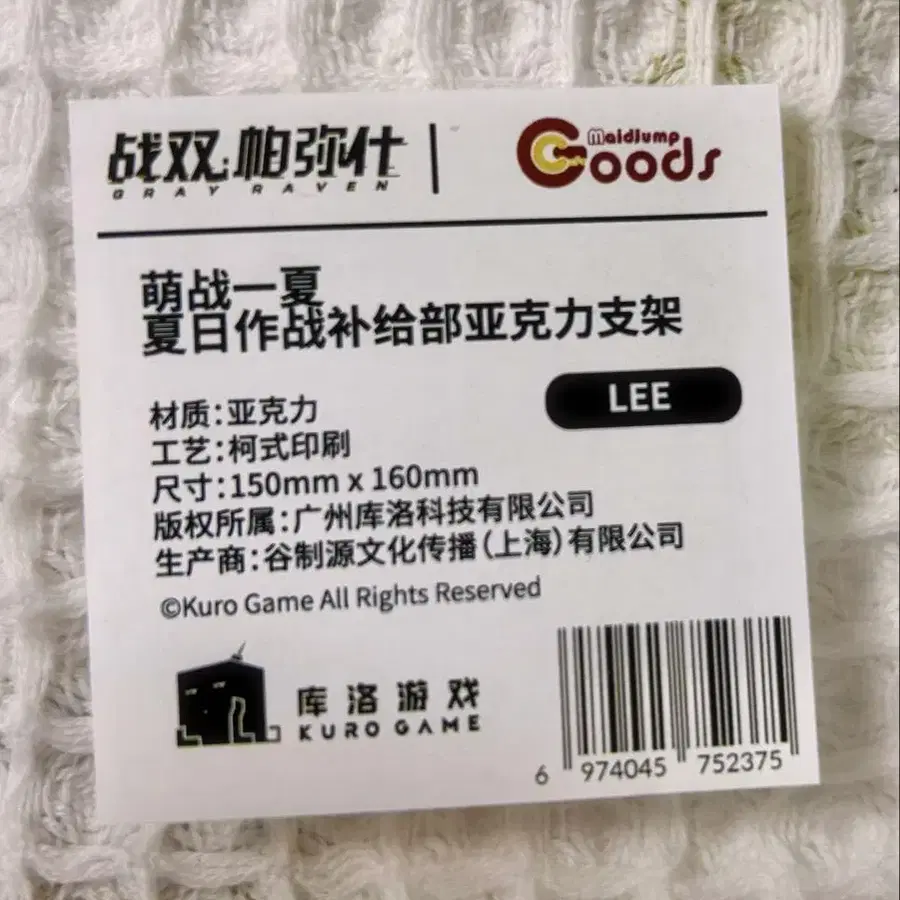 战双:帕弥什
GRAY RAVEN
Maidjump
Goods
萌战一夏
夏日作战补给部亚克力支架
LEE
材质:亚克力
工艺:柯式印刷
尺寸:150mm x 160mm
版权所属:广州库洛科技有限公司
生产商:谷制源文化传播(上海)有限公司
©Kuro Game All Rights Reserved
库洛游戏
KURO GAME
6 974045 752375